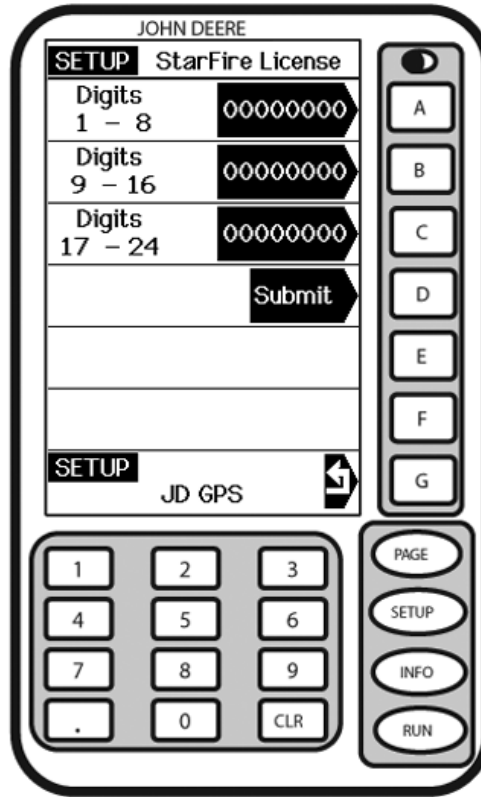 JOHN DEERE
SETUP StarFire License
Digits
1 - 8
00000000
Digits
9 - 16
00000000
Digits
17 - 24
00000000
Submit
SETUP
JD GPS
A
B
C
D
E
F
G
1 2 3
4 5 6
7 8 9
. 0 CLR
PAGE
SETUP
INFO
RUN